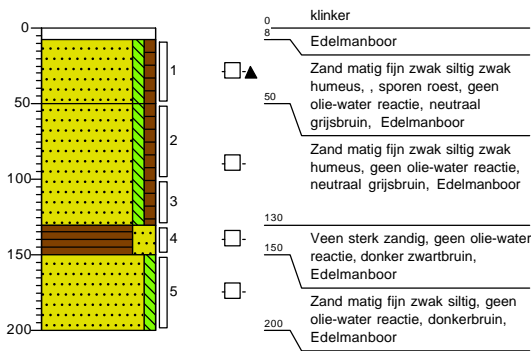 0
50
100
150
200
1
2
3
4
5
0
klinker
8
Edelmanboor
Zand matig fijn zwak siltig zwak
humeus, , sporen roest, geen
olie-water reactie, neutraal
grijsbruin, Edelmanboor
50
Zand matig fijn zwak siltig zwak
humeus, geen olie-water reactie,
neutraal grijsbruin, Edelmanboor
130
Veen sterk zandig, geen olie-water
reactie, donker zwartbruin,
Edelmanboor
150
Zand matig fijn zwak siltig, geen
olie-water reactie, donkerbruin,
Edelmanboor
200